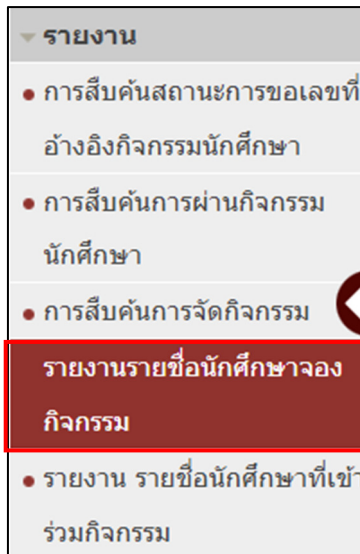 รายงาน
การสืบค้นสถานะการขอเลขที่
อ้างอิงกิจกรรมนักศึกษา
การสืบค้นการผ่านกิจกรรม
นักศึกษา
การสืบค้นการจัดกิจกรรม
รายงานรายชื่อนักศึกษาจอง
กิจกรรม
รายงาน รายชื่อนักศึกษาที่เข้า
ร่วมกิจกรรม